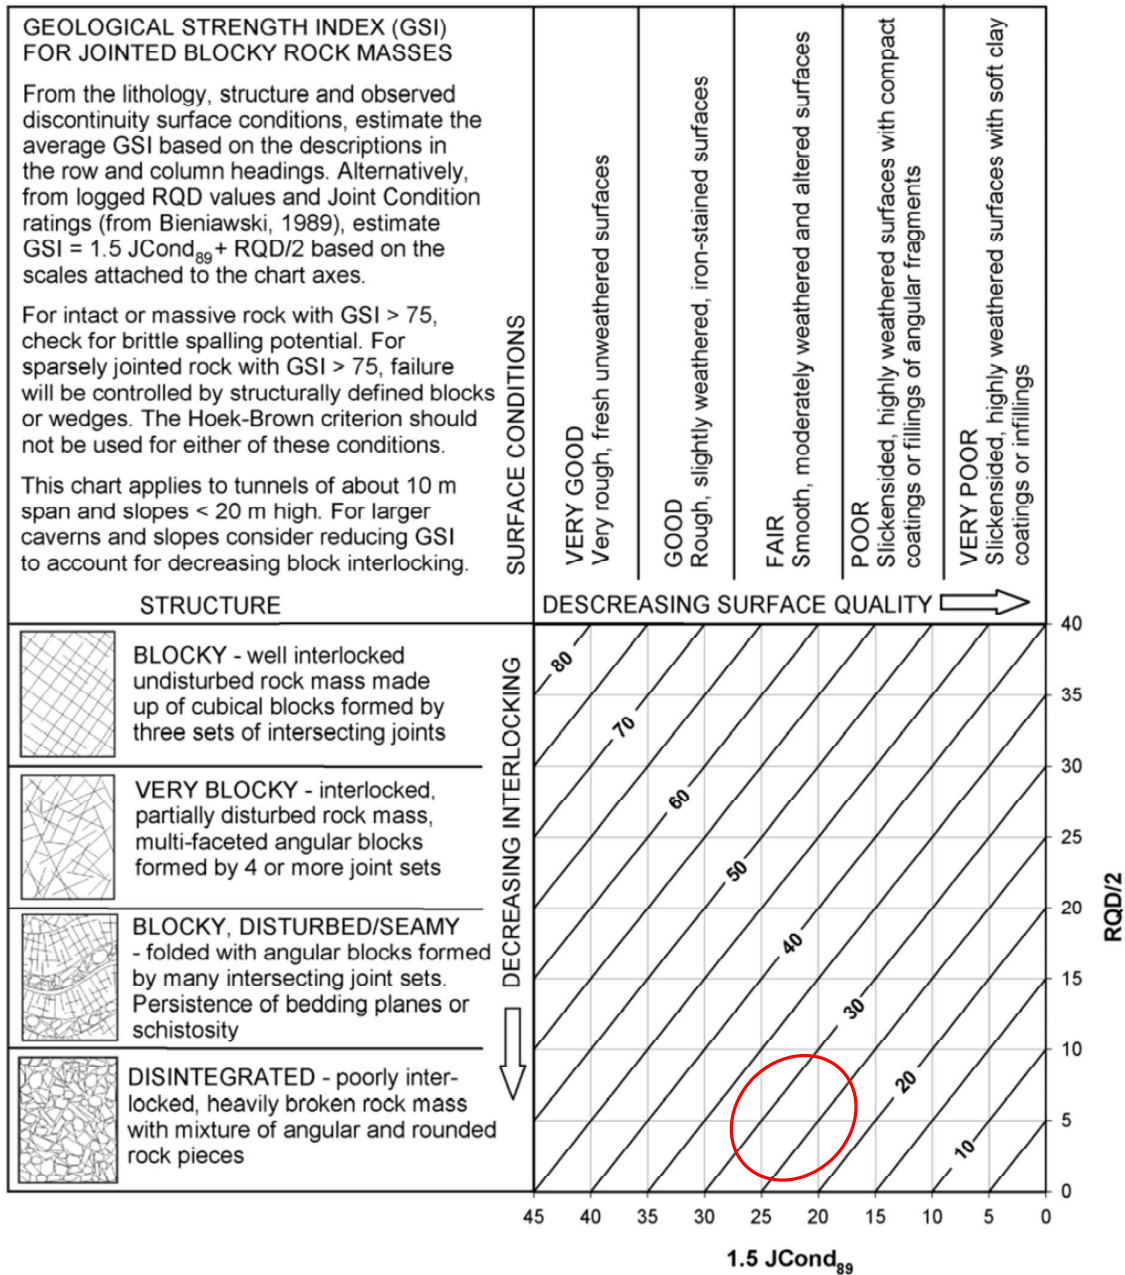 GEOLOGICAL STRENGTH INDEX (GSI)
FOR JOINTED BLOCKY ROCK MASSES
From the lithology, structure and observed
discontinuity surface conditions, estimate the
average GSI based on the descriptions in
the row and column headings. Alternatively,
from logged RQD values and Joint Condition
ratings (from Bieniawski, 1989), estimate
GSI = 1.5 JCond89 + RQD/2 based on the
scales attached to the chart axes.
For intact or massive rock with GSI > 75,
check for brittle spalling potential. For
sparsely jointed rock with GSI > 75, failure
will be controlled by structurally defined blocks
or wedges. The Hoek-Brown criterion should
not be used for either of these conditions.
This chart applies to tunnels of about 10 m
span and slopes < 20 m high. For larger
caverns and slopes consider reducing GSI
to account for decreasing block interlocking.
SURFACE CONDITIONS
VERY GOOD
Very rough, fresh unweathered surfaces
GOOD
Rough, slightly weathered, iron-stained surfaces
FAIR
Smooth, moderately weathered and altered surfaces
POOR
Slickensided, highly weathered surfaces with compact
coatings or fillings of angular fragments
VERY POOR
Slickensided, highly weathered surfaces with soft clay
coatings or infillings
STRUCTURE
DESCREASING SURFACE QUALITY
BLOCKY - well interlocked
undisturbed rock mass made
up of cubical blocks formed by
three sets of intersecting joints
VERY BLOCKY - interlocked,
partially disturbed rock mass,
multi-faceted angular blocks
formed by 4 or more joint sets
BLOCKY, DISTURBED/SEAMY
- folded with angular blocks formed
by many intersecting joint sets.
Persistence of bedding planes or
schistosity
DISINTEGRATED - poorly inter-
locked, heavily broken rock mass
with mixture of angular and rounded
rock pieces
DECREASING INTERLOCKING
80
70
60
50
40
30
20
10
40
35
30
25
20
15
10
5
0
RQD/2
45 40 35 30 25 20 15 10 5 0
1.5 JCond89